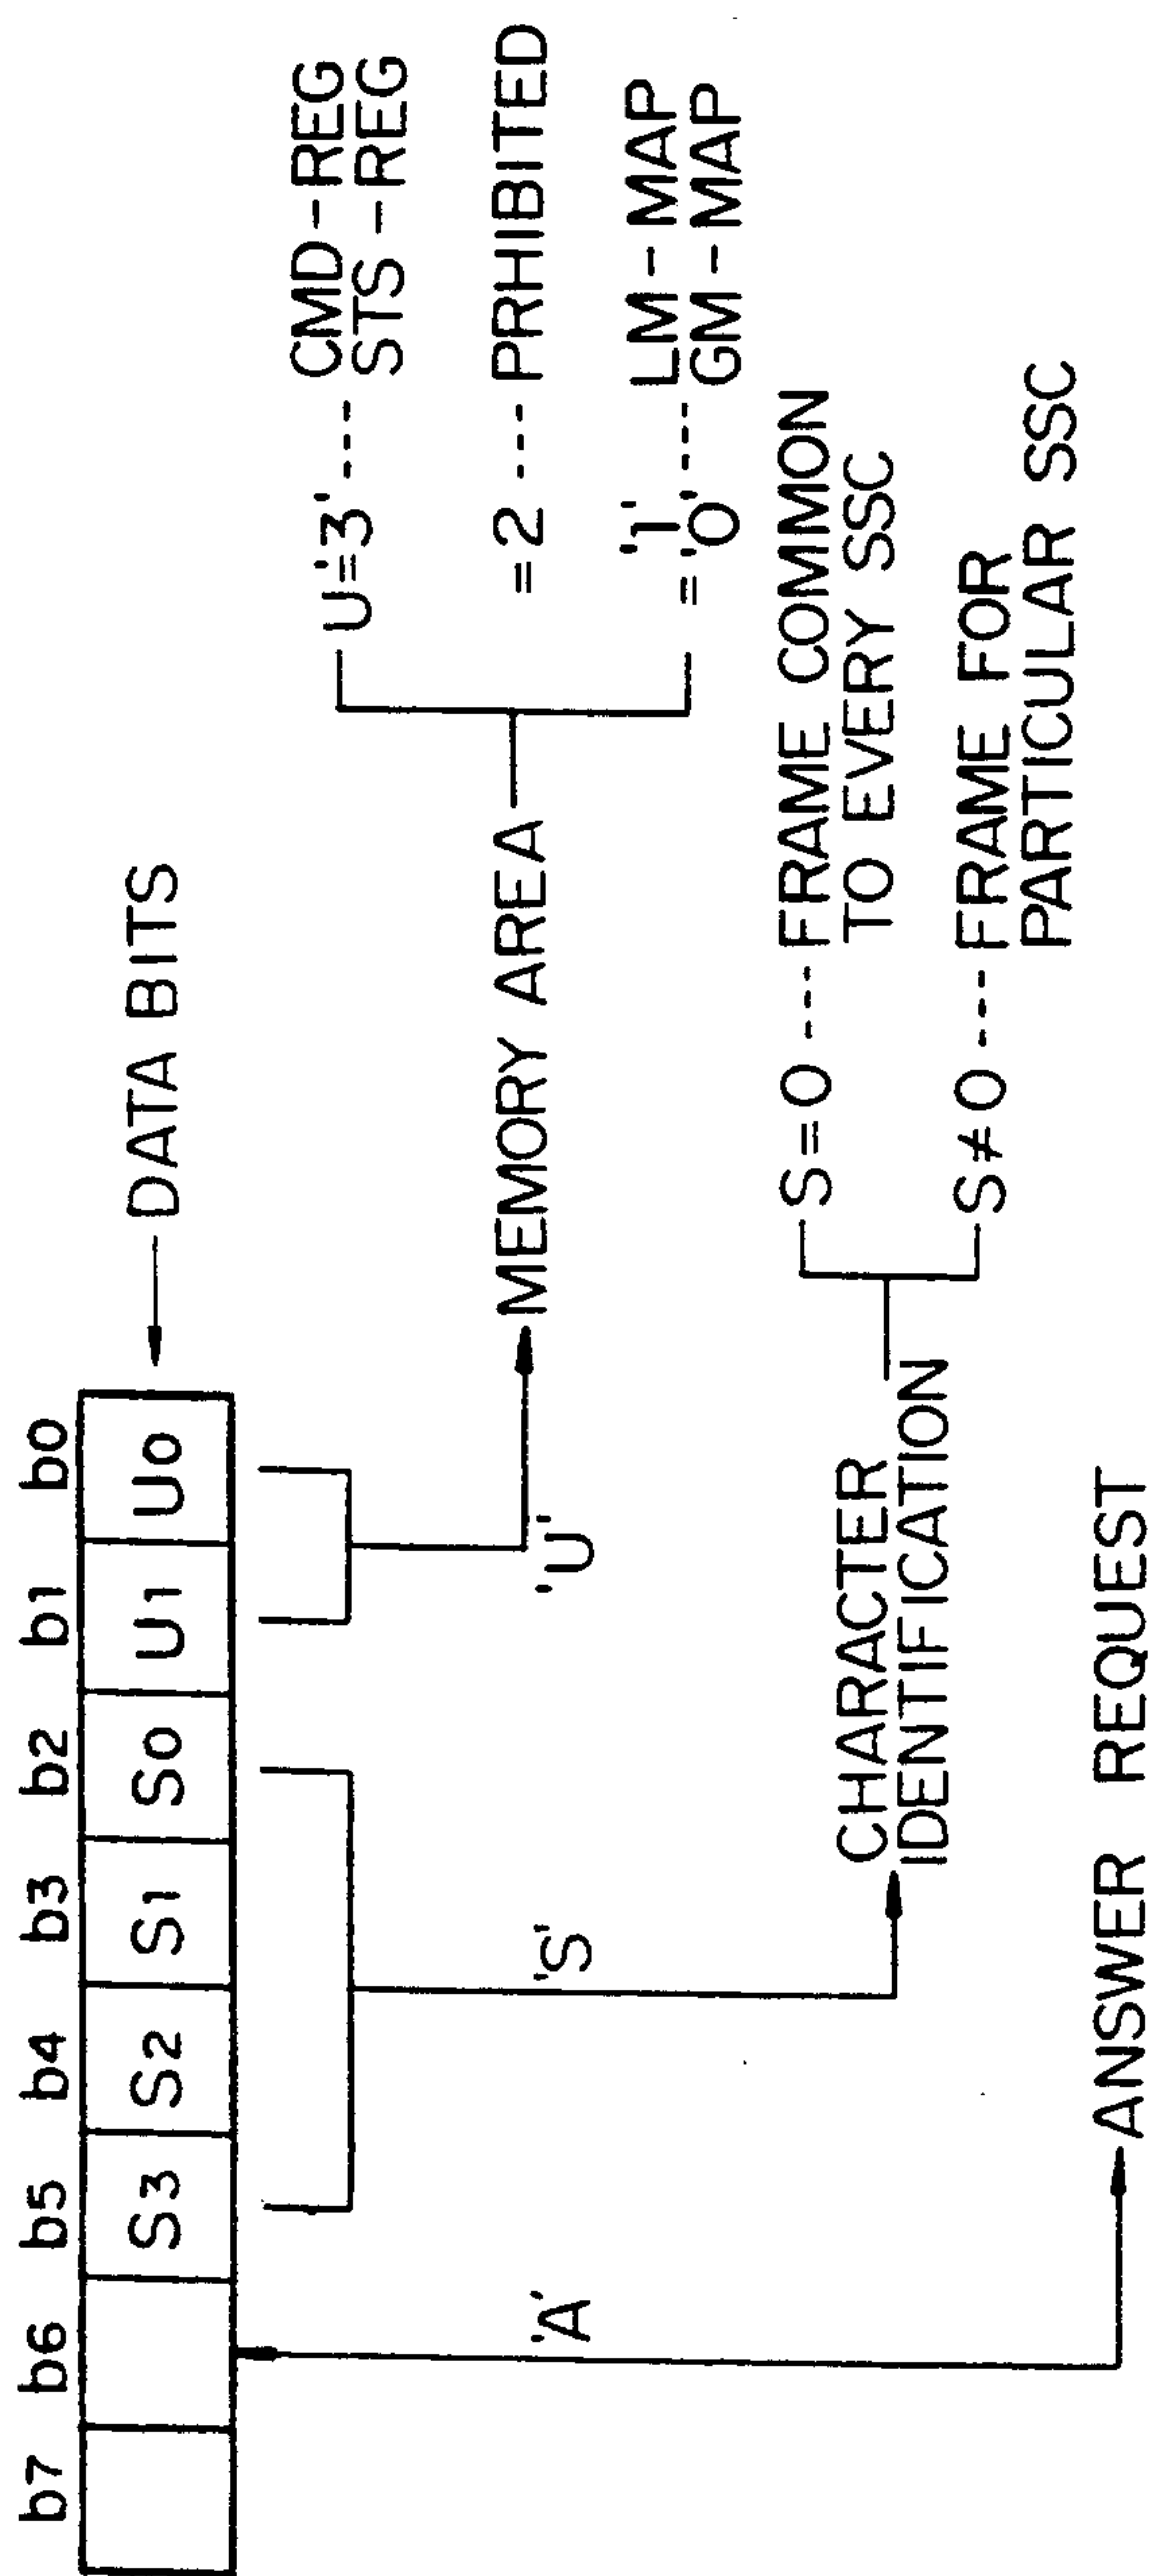 b7 b6 b5 b4 b3 b2 b1 b0
S3 S2 S1 S0 U1 U0 DATA BITS
'A' 'S' 'U'
MEMORY AREA
U='3' ---- CMD-REG
STS-REG
=2 ---- PRHIBITED
'1' LM-MAP
='0' ---- GM-MAP
CHARACTER
IDENTIFICATION
S=0 --- FRAME COMMON
TO EVERY SSC
S≠0 --- FRAME FOR
PARTICULAR SSC
ANSWER REQUEST